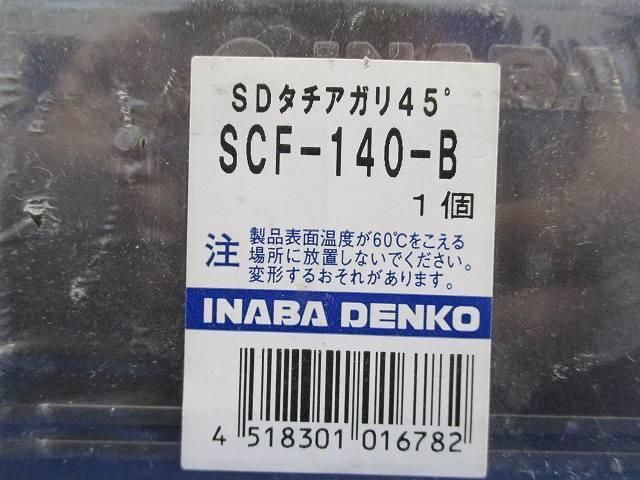 INABA
SDタチアガリ45°
SCF-140-B
1個
注
製品表面温度が60℃をこえる
場所に放置しないでください。
変形するおそれがあります。
INABA DENKO
4 518301 016782